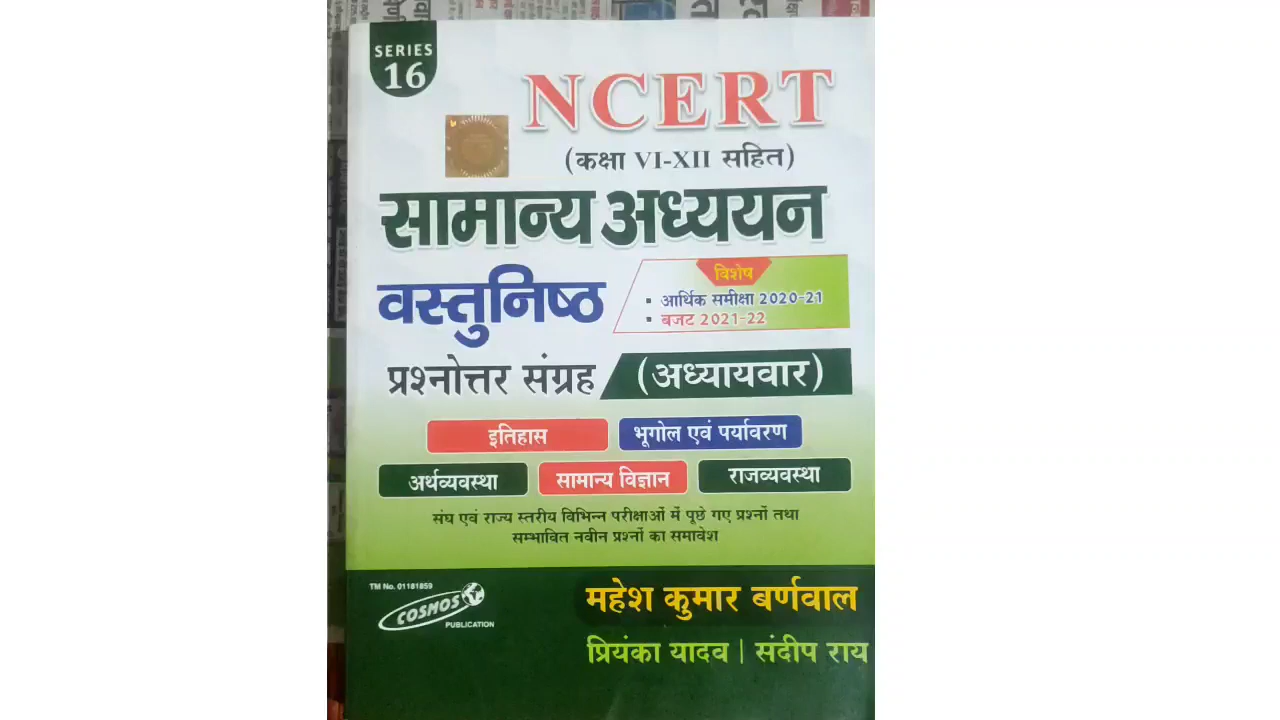 SERIES
16
NCERT
(कक्षा VI-XII सहित)
सामान्य अध्ययन
वस्तुनिष्ठ
विशेष
▪ आर्थिक समीक्षा 2020-21
▪ बजट 2021-22
प्रश्नोत्तर संग्रह (अध्यायवार)
इतिहास भूगोल एवं पर्यावरण
अर्थव्यवस्था सामान्य विज्ञान राजव्यवस्था
संघ एवं राज्य स्तरीय विभिन्न परीक्षाओं में पूछे गए प्रश्नों तथा
सम्भावित नवीन प्रश्नों का समावेश
TM No. 01181859
COSMOS
PUBLICATION
महेश कुमार बर्णवाल
प्रियंका यादव | संदीप राय